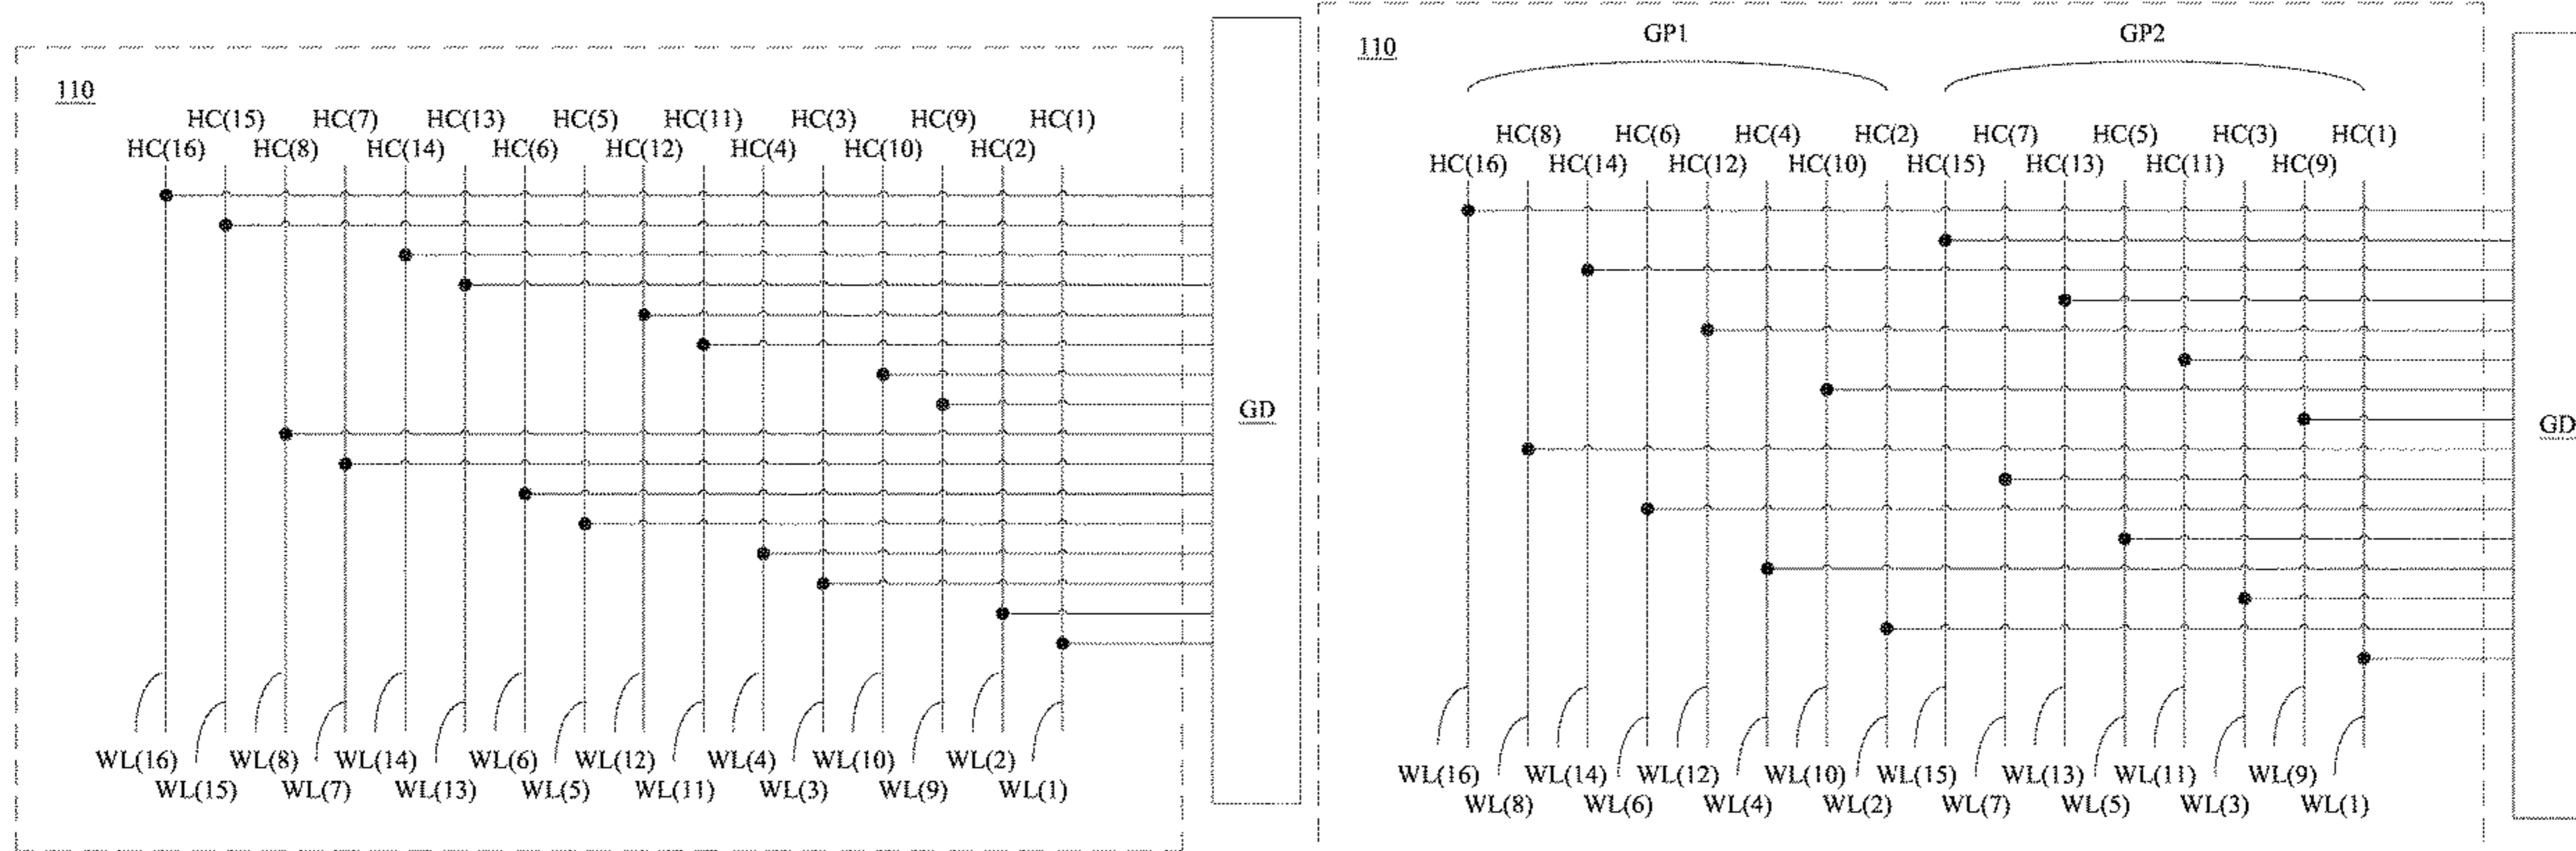 110
HC(15) HC(7) HC(13) HC(5) HC(11) HC(3) HC(9) HC(1)
HC(16) HC(8) HC(14) HC(6) HC(12) HC(4) HC(10) HC(2)
GD
WL(16) WL(8) WL(14) WL(6) WL(12) WL(4) WL(10) WL(2)
WL(15) WL(7) WL(13) WL(5) WL(11) WL(3) WL(9) WL(1)
GP1 GP2
110
HC(8) HC(6) HC(4) HC(2) HC(7) HC(5) HC(3) HC(1)
HC(16) HC(14) HC(12) HC(10) HC(15) HC(13) HC(11) HC(9)
GD
WL(16) WL(14) WL(12) WL(10) WL(15) WL(13) WL(11) WL(9)
WL(8) WL(6) WL(4) WL(2) WL(7) WL(5) WL(3) WL(1)